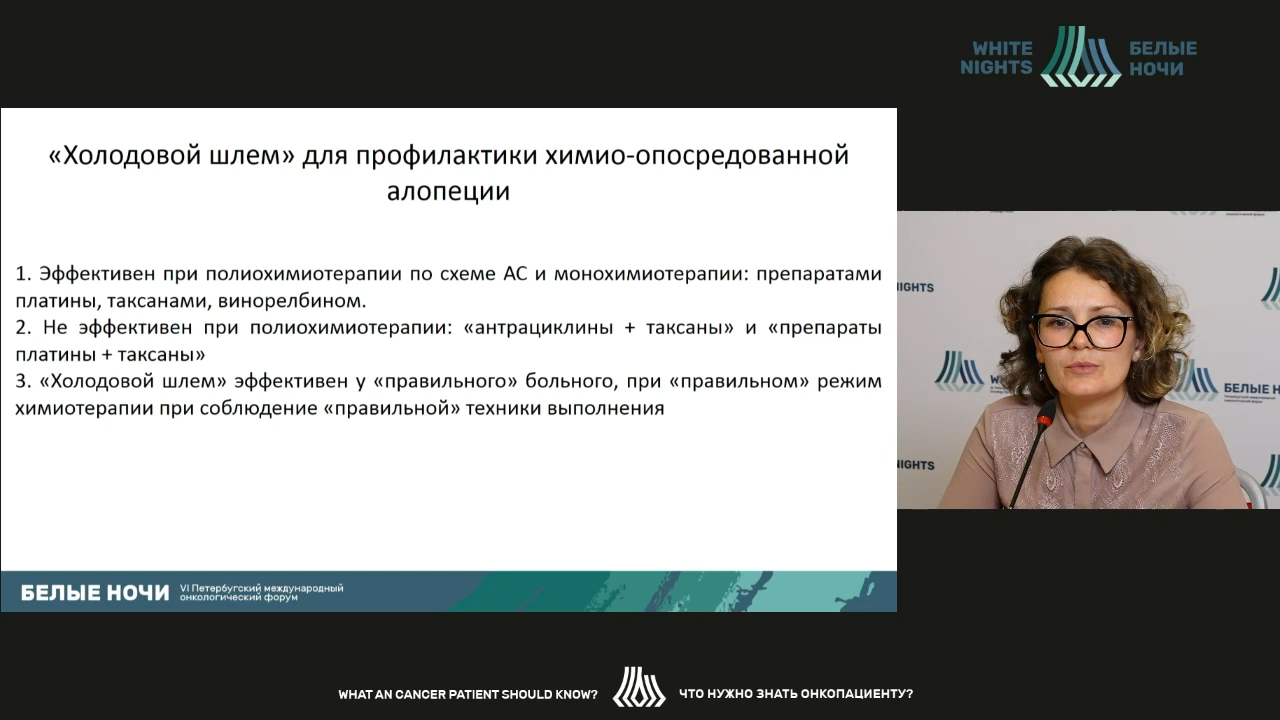 WHITE
NIGHTS
БЕЛЫЕ
НОЧИ
«Холодовой шлем» для профилактики химио-опосредованной
алопеции
1. Эффективен при полиохимиотерапии по схеме АС и монохимиотерапии: препаратами
платины, таксанами, винорелбином.
2. Не эффективен при полиохимиотерапии: «антрациклины + таксаны» и «препараты
платины + таксаны»
3. «Холодовой шлем» эффективен у «правильного» больного, при «правильном» режим
химиотерапии при соблюдение «правильной» техники выполнения
NIGHTS
БЕЛЫЕ Н
NIGHTS
БЕЛЫЕ НОЧИ
VI Петербугский международный
онкологический форум
WHAT AN CANCER PATIENT SHOULD KNOW?
ЧТО НУЖНО ЗНАТЬ ОНКОПАЦИЕНТУ?